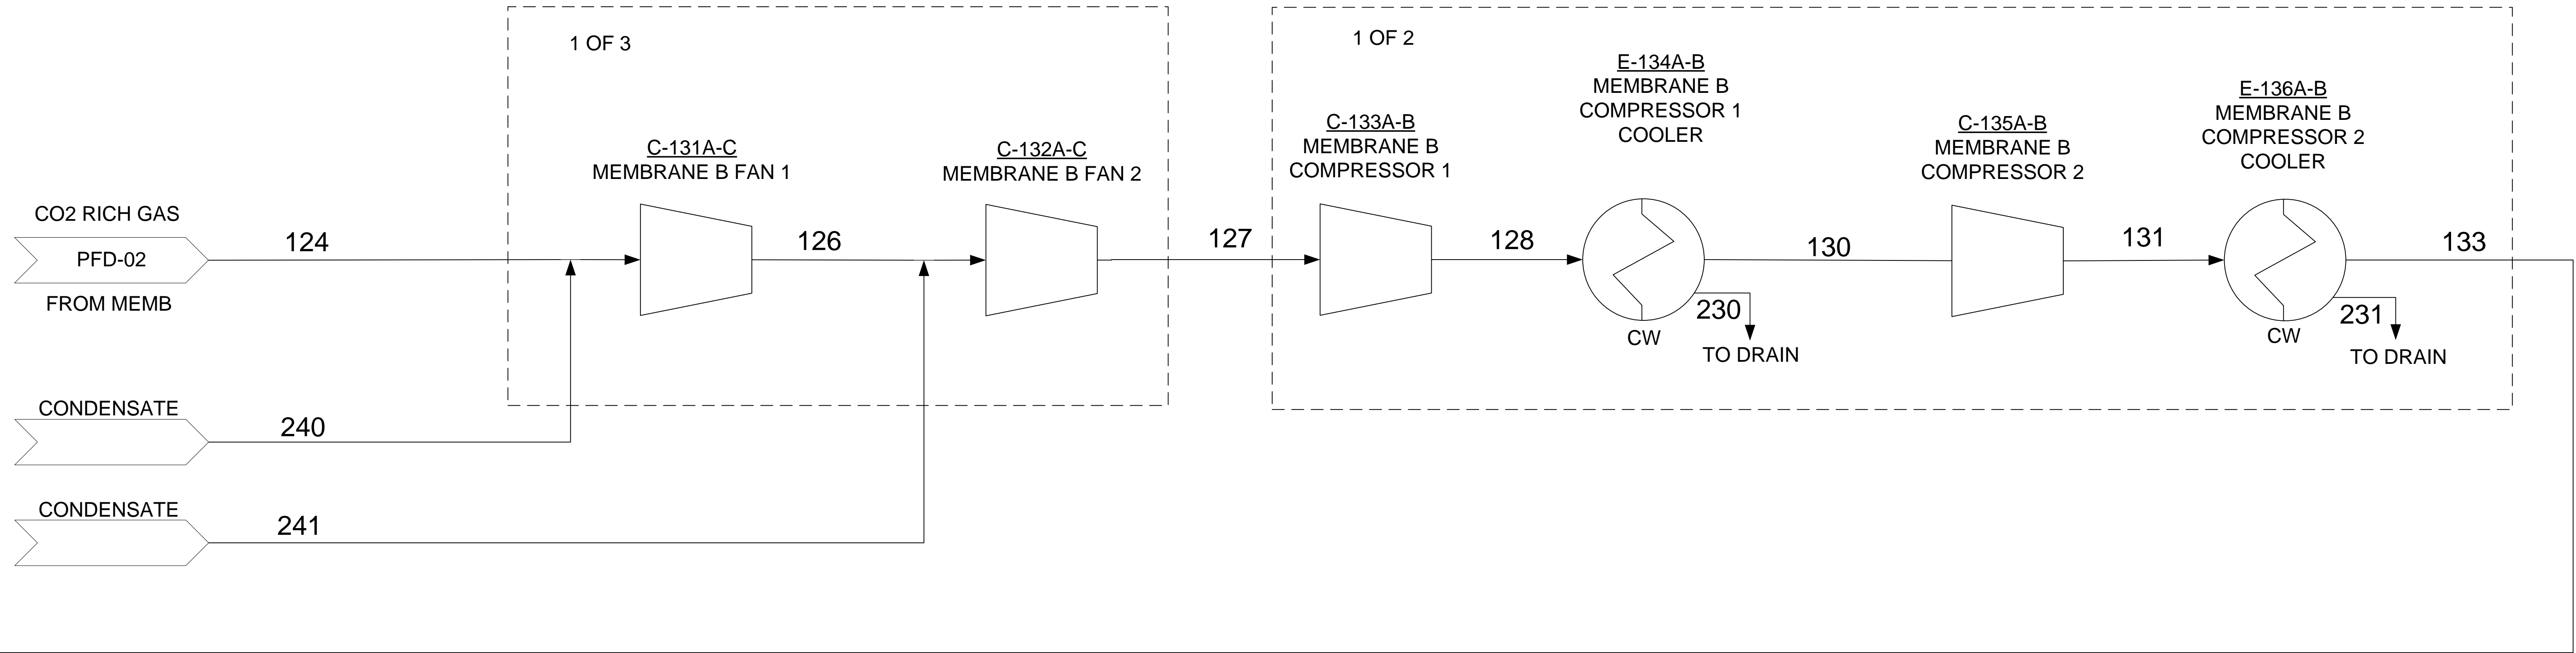 1 OF 3
1 OF 2
E-134A-B
MEMBRANE B
COMPRESSOR 1
COOLER
E-136A-B
MEMBRANE B
COMPRESSOR 2
COOLER
C-133A-B
MEMBRANE B
COMPRESSOR 1
C-135A-B
MEMBRANE B
COMPRESSOR 2
C-131A-C
MEMBRANE B FAN 1
C-132A-C
MEMBRANE B FAN 2
CO2 RICH GAS
PFD-02
FROM MEMB
124
126
127
128
130
131
133
230
TO DRAIN
CW
231
TO DRAIN
CW
CONDENSATE
240
CONDENSATE
241